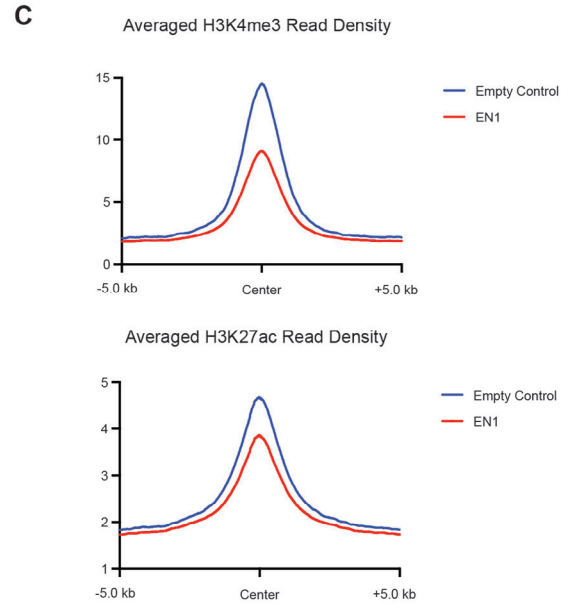 C
Averaged H3K4me3 Read Density
15
10
5
0
-5.0 kb
Center
+5.0 kb
Empty Control
EN1
Averaged H3K27ac Read Density
5
4
3
2
1
-5.0 kb
Center
+5.0 kb
Empty Control
EN1